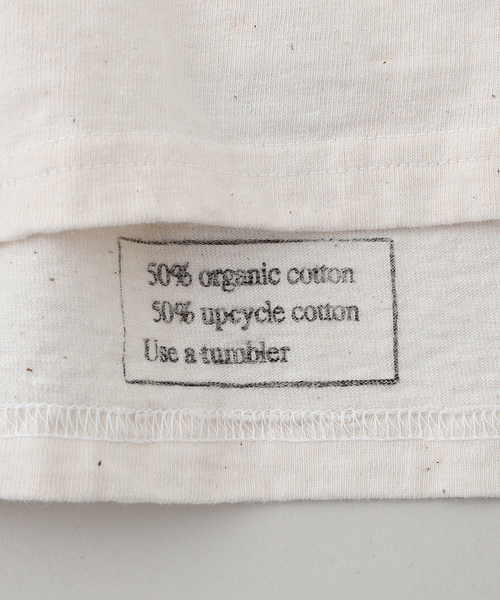 50% organic cotton
50% upcycle cotton
Use a tumbler